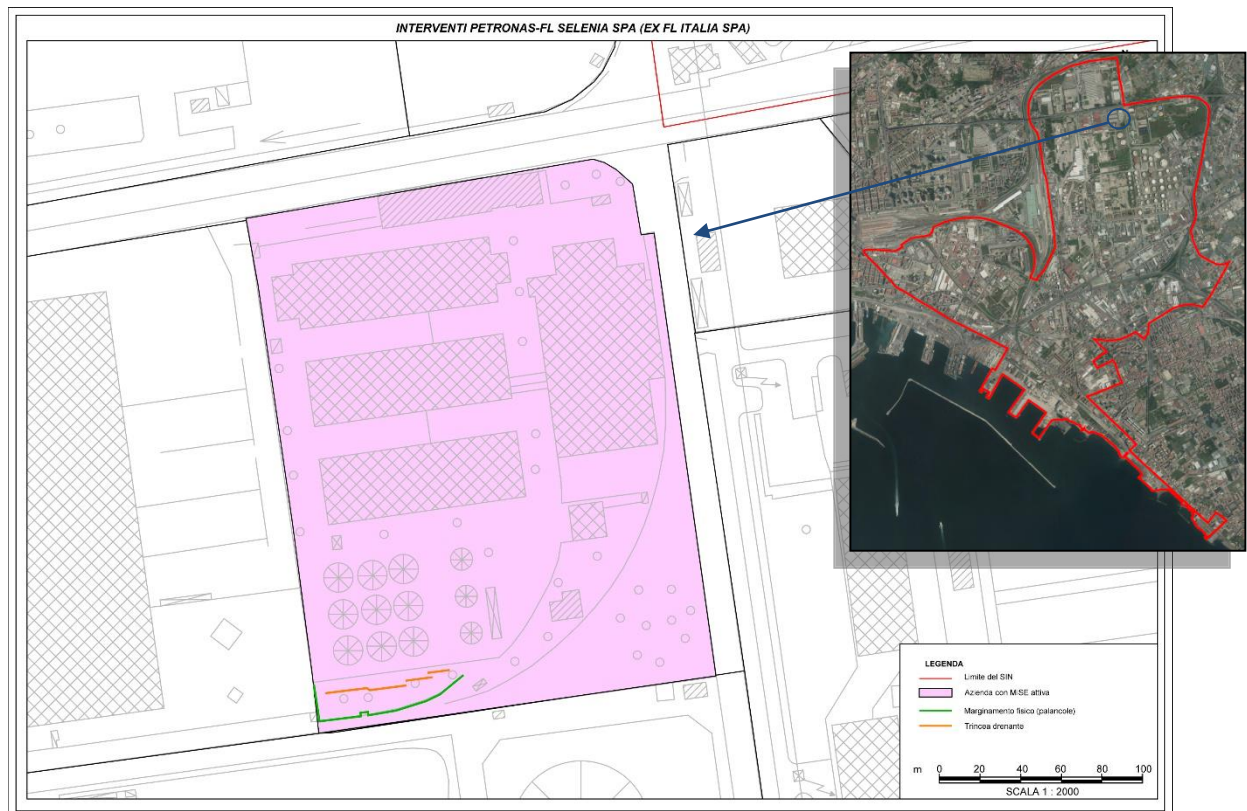 INTERVENTI PETRONAS-FL SELENIA SPA (EX FL ITALIA SPA)
LEGENDA
Limite del SIN
Azienda con MiSE attiva
Marginamento fisico (palancole)
Trincea drenante
m 0 20 40 60 80 100
SCALA 1 : 2000